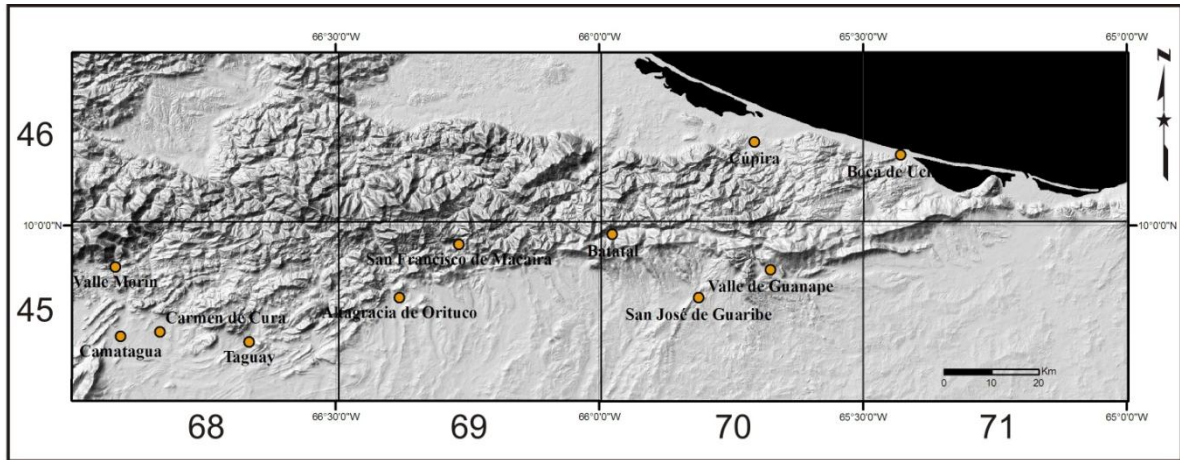 66°30'0"W 66°0'0"W 65°30'0"W 65°0'0"W
N
46
Cúpira
Boca de
10°0'0"N 10°0'0"N
Batatal
San Francisco de Macaira
Valle Morín
Valle de Guanape
45
Altagracia de Orituco
San José de Guaribe
Carmen de Cura
Camatagua
Taguay
Km
0 10 20
66°30'0"W 66°0'0"W 65°30'0"W 65°0'0"W
68 69 70 71